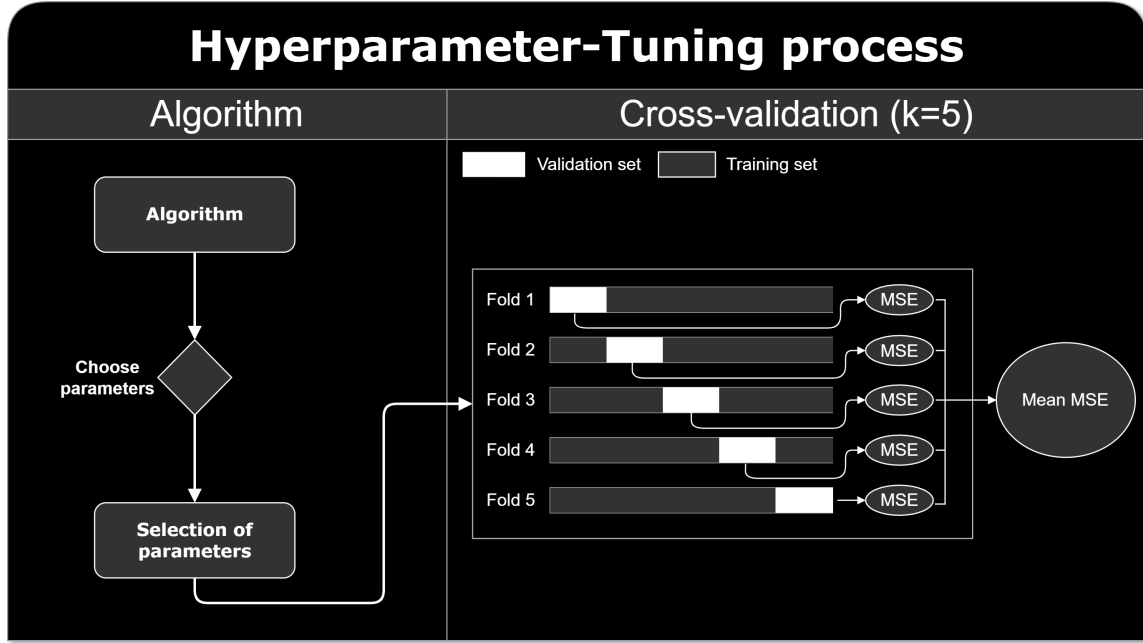 Hyperparameter-Tuning process
Algorithm
Cross-validation (k=5)
Validation set
Training set
Algorithm
Choose
parameters
Selection of
parameters
Fold 1
MSE
Fold 2
MSE
Fold 3
MSE
Fold 4
MSE
Fold 5
MSE
Mean MSE